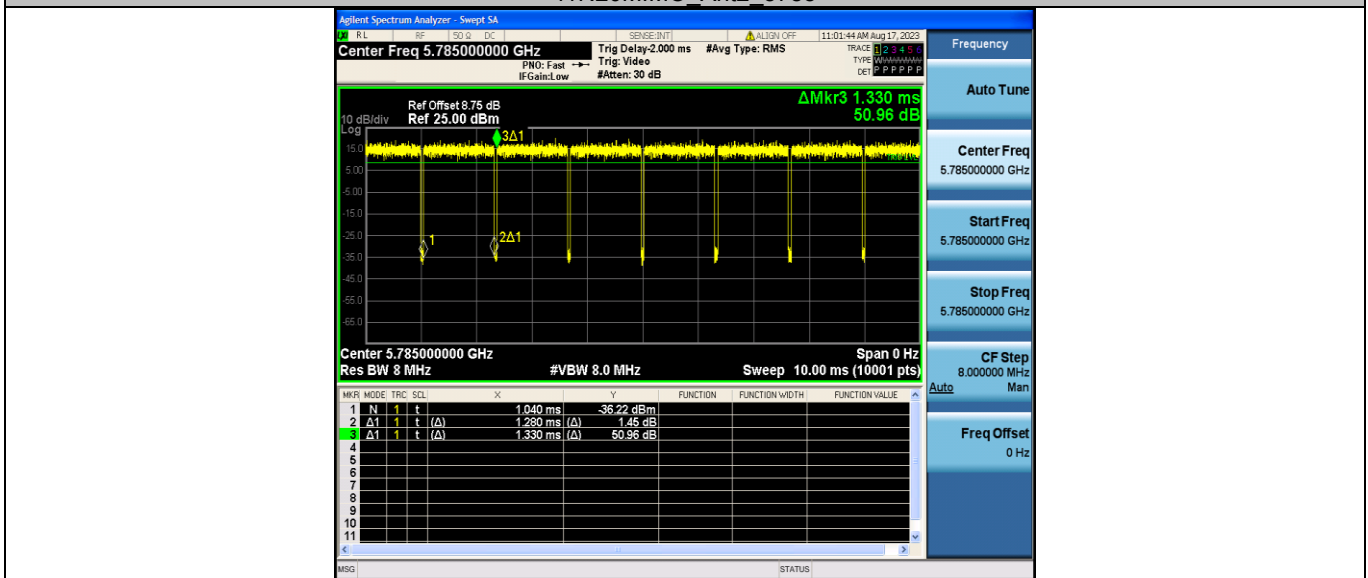 Agilent Spectrum Analyzer - Swept SA
RL RF 50 Ω DC SENSE:INT ALIGN OFF 11:01:44 AM Aug 17, 2023
Center Freq 5.785000000 GHz Trig Delay-2.000 ms #Avg Type: RMS TRACE 1 2 3 4 5 6
PNO: Fast Trig: Video TYPE
IFGain:Low #Atten: 30 dB DET P P P P P P
Frequency
Auto Tune
Center Freq
5.785000000 GHz
Start Freq
5.785000000 GHz
Stop Freq
5.785000000 GHz
CF Step
8.000000 MHz
Auto Man
Freq Offset
0 Hz
ΔMkr3 1.330 ms
50.96 dB
Ref Offset 8.75 dB
10 dB/div Ref 25.00 dBm
Log
15.0
5.00
-5.00
-15.0
-25.0
-35.0
-45.0
-55.0
-65.0
3Δ1
1
2Δ1
Center 5.785000000 GHz Span 0 Hz
Res BW 8 MHz #VBW 8.0 MHz Sweep 10.00 ms (10001 pts)
MKR MODE TRC SCL X Y FUNCTION FUNCTION WIDTH FUNCTION VALUE
1 N 1 t 1.040 ms -36.22 dBm
2 Δ1 1 t (Δ) 1.280 ms (Δ) 1.45 dB
3 Δ1 1 t (Δ) 1.330 ms (Δ) 50.96 dB
4
5
6
7
8
9
10
11
MSG STATUS